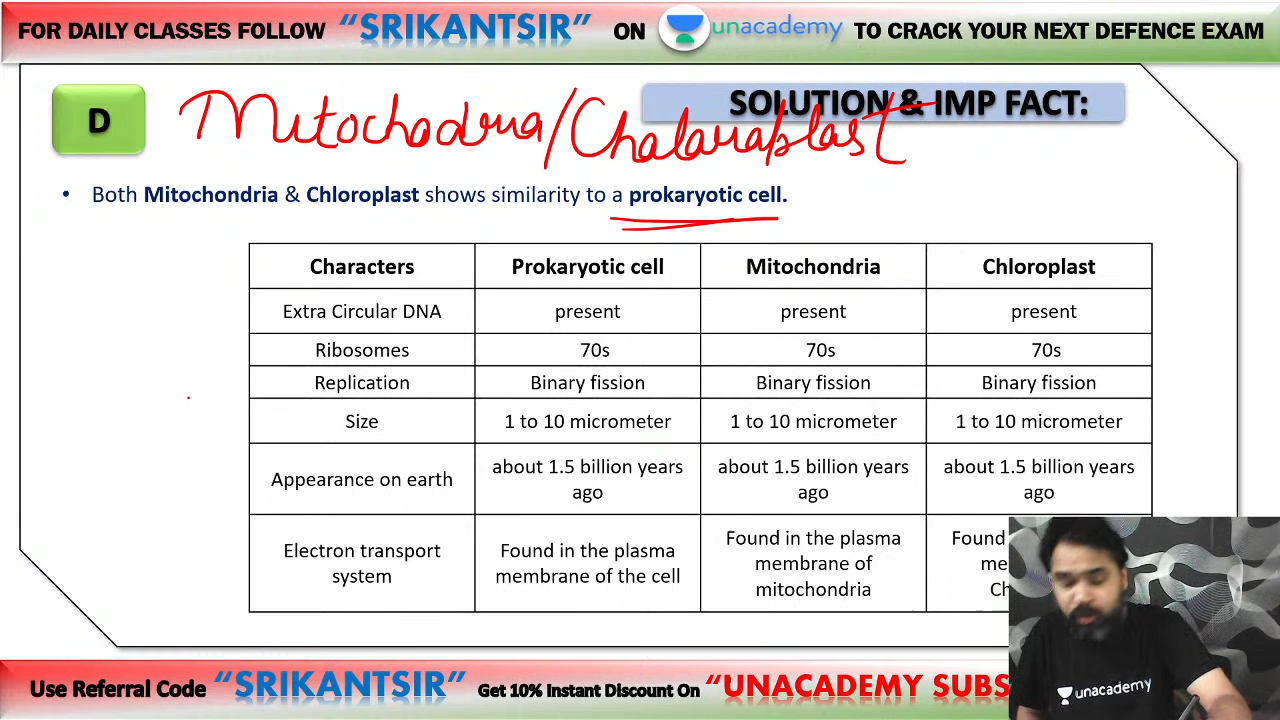 FOR DAILY CLASSES FOLLOW "SRIKANTSIR" ON unacademy TO CRACK YOUR NEXT DEFENCE EXAM
D
SOLUTION & IMP FACT:
Mitochodria/Chalaraplast
• Both Mitochondria & Chloroplast shows similarity to a prokaryotic cell.
Characters Prokaryotic cell Mitochondria Chloroplast
Extra Circular DNA present present present
Ribosomes 70s 70s 70s
Replication Binary fission Binary fission Binary fission
Size 1 to 10 micrometer 1 to 10 micrometer 1 to 10 micrometer
Appearance on earth about 1.5 billion years ago about 1.5 billion years ago about 1.5 billion years ago
Electron transport system Found in the plasma membrane of the cell Found in the plasma membrane of mitochondria Found
unacademy
Use Referral Code "SRIKANTSIR" Get 10% Instant Discount On "UNACADEMY SUBS